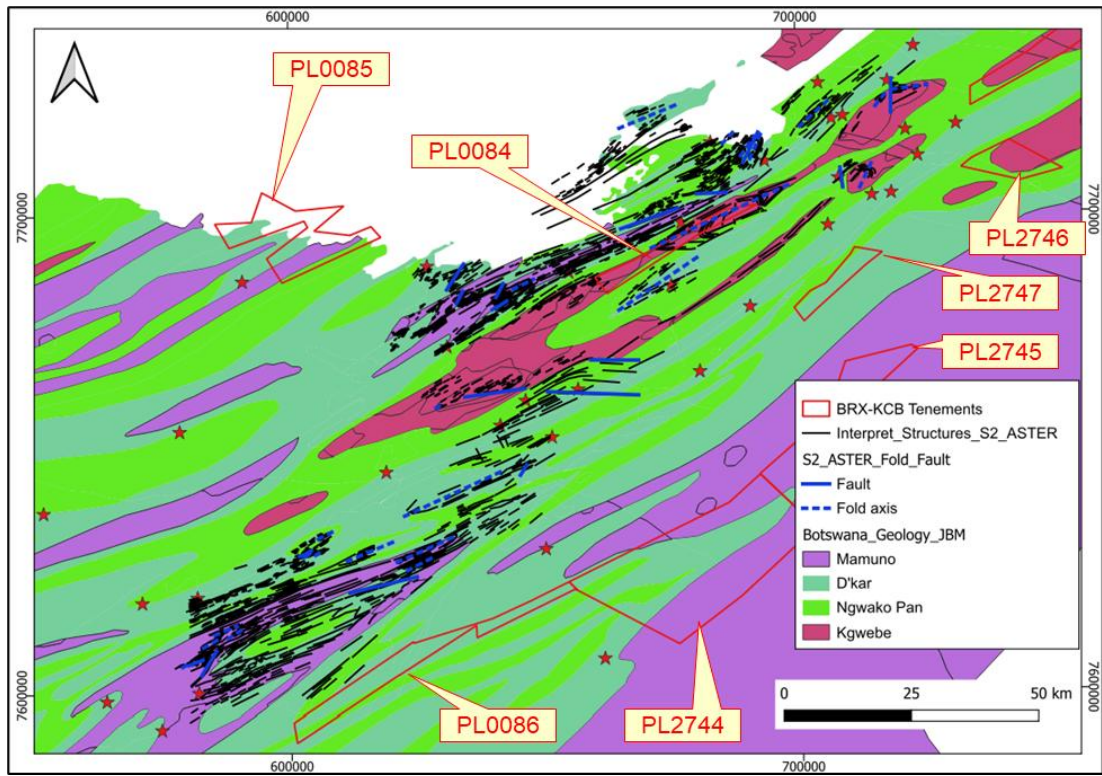 600000
700000
PL0085
PL0084
7700000
7700000
PL2746
PL2747
PL2745
BRX-KCB Tenements
Interpret_Structures_S2_ASTER
S2_ASTER_Fold_Fault
Fault
Fold axis
Botswana_Geology_JBM
Mamuno
D'kar
Ngwako Pan
Kgwebe
7600000
7600000
0 25 50 km
PL0086
PL2744
600000
700000